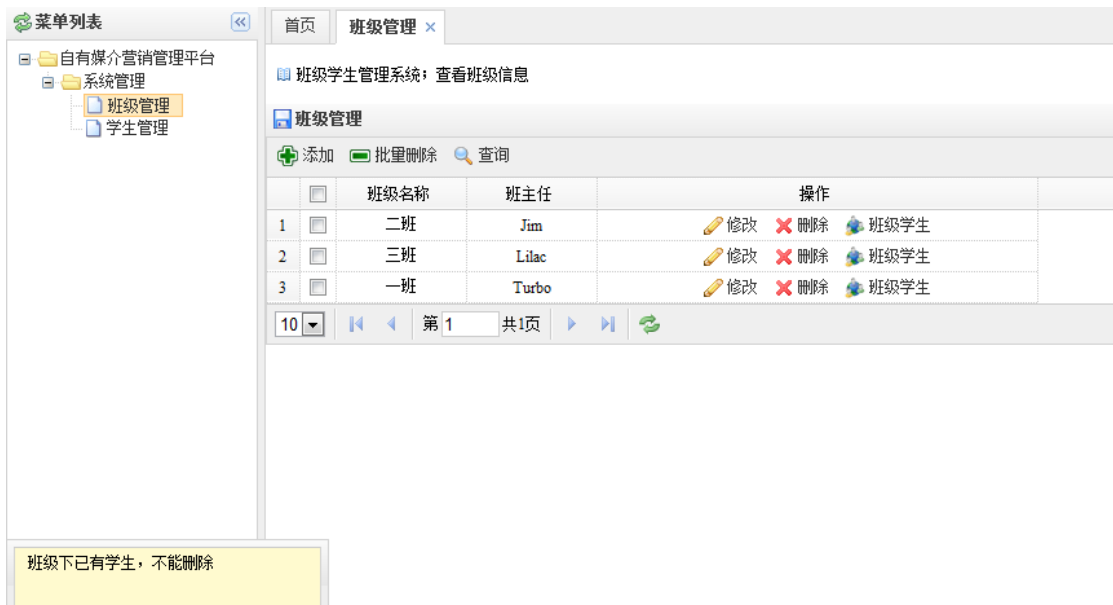 菜单列表
自有媒介营销管理平台
系统管理
班级管理
学生管理
首页 班级管理
班级学生管理系统；查看班级信息
班级管理
添加 批量删除 查询
班级名称 班主任 操作
1 二班 Jim 修改 删除 班级学生
2 三班 Lilac 修改 删除 班级学生
3 一班 Turbo 修改 删除 班级学生
10 第 1 共1页
班级下已有学生，不能删除